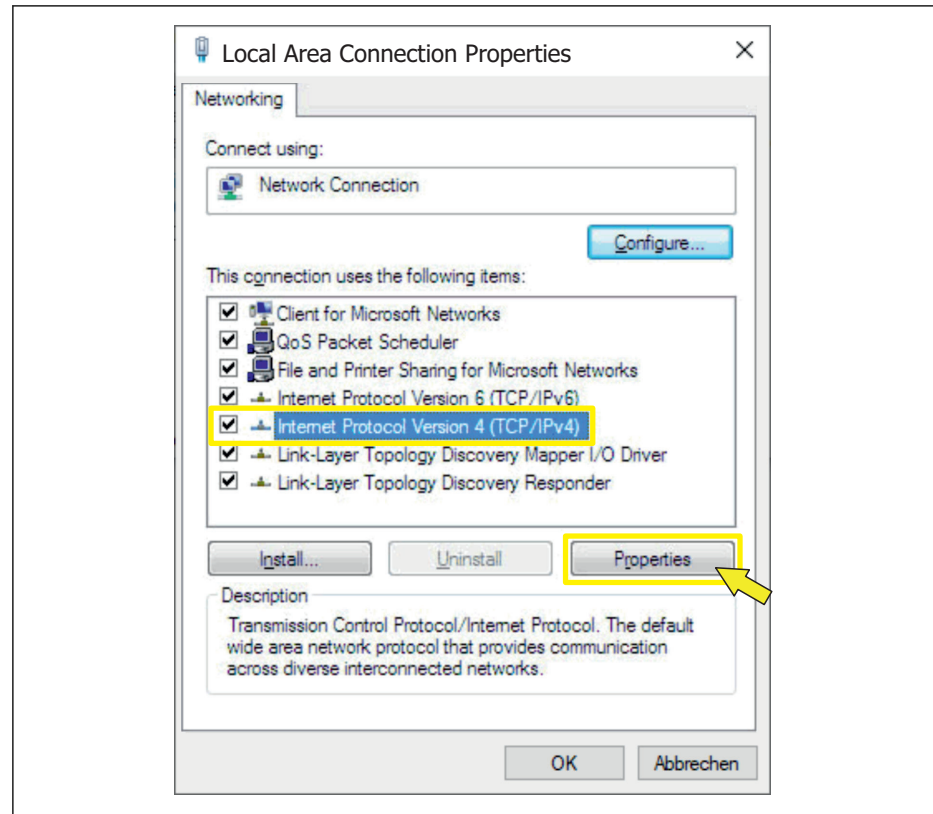 Local Area Connection Properties
Networking
Connect using:
Network Connection
Configure...
This connection uses the following items:
Client for Microsoft Networks
QoS Packet Scheduler
File and Printer Sharing for Microsoft Networks
Internet Protocol Version 6 (TCP/IPv6)
Internet Protocol Version 4 (TCP/IPv4)
Link-Layer Topology Discovery Mapper I/O Driver
Link-Layer Topology Discovery Responder
Install... Uninstall Properties
Description
Transmission Control Protocol/Internet Protocol. The default
wide area network protocol that provides communication
across diverse interconnected networks.
OK Abbrechen